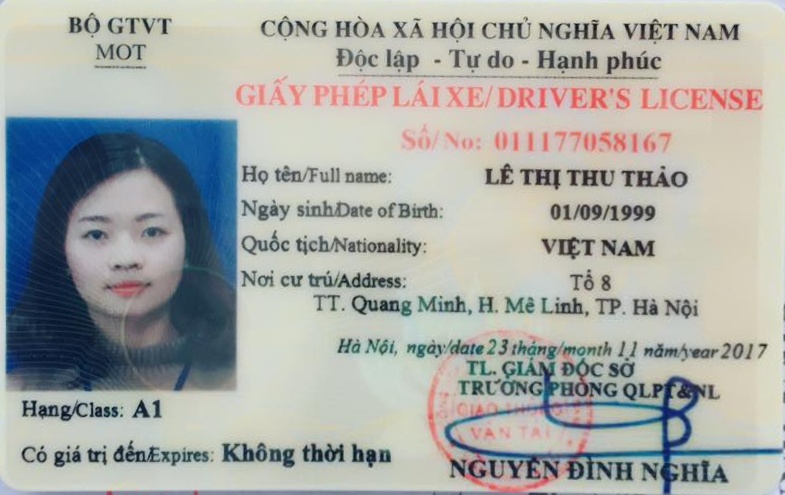 BỘ GTVT
MOT
CỘNG HÒA XÃ HỘI CHỦ NGHĨA VIỆT NAM
Độc lập - Tự do - Hạnh phúc
GIẤY PHÉP LÁI XE/ DRIVER'S LICENSE
Số/ No: 011177058167
Họ tên/Full name: LÊ THỊ THU THẢO
Ngày sinh/Date of Birth: 01/09/1999
Quốc tịch/Nationality: VIỆT NAM
Nơi cư trú/Address: Tổ 8
TT. Quang Minh, H. Mê Linh, TP. Hà Nội
Hà Nội, ngày/date 23 tháng/month 11 năm/year 2017
TL. GIÁM ĐỐC SỞ
TRƯỞNG PHÒNG QLPT&NL
GIAO THÔNG
VẬN TẢI
Hạng/Class: A1
Có giá trị đến/Expires: Không thời hạn
NGUYỄN ĐÌNH NGHĨA